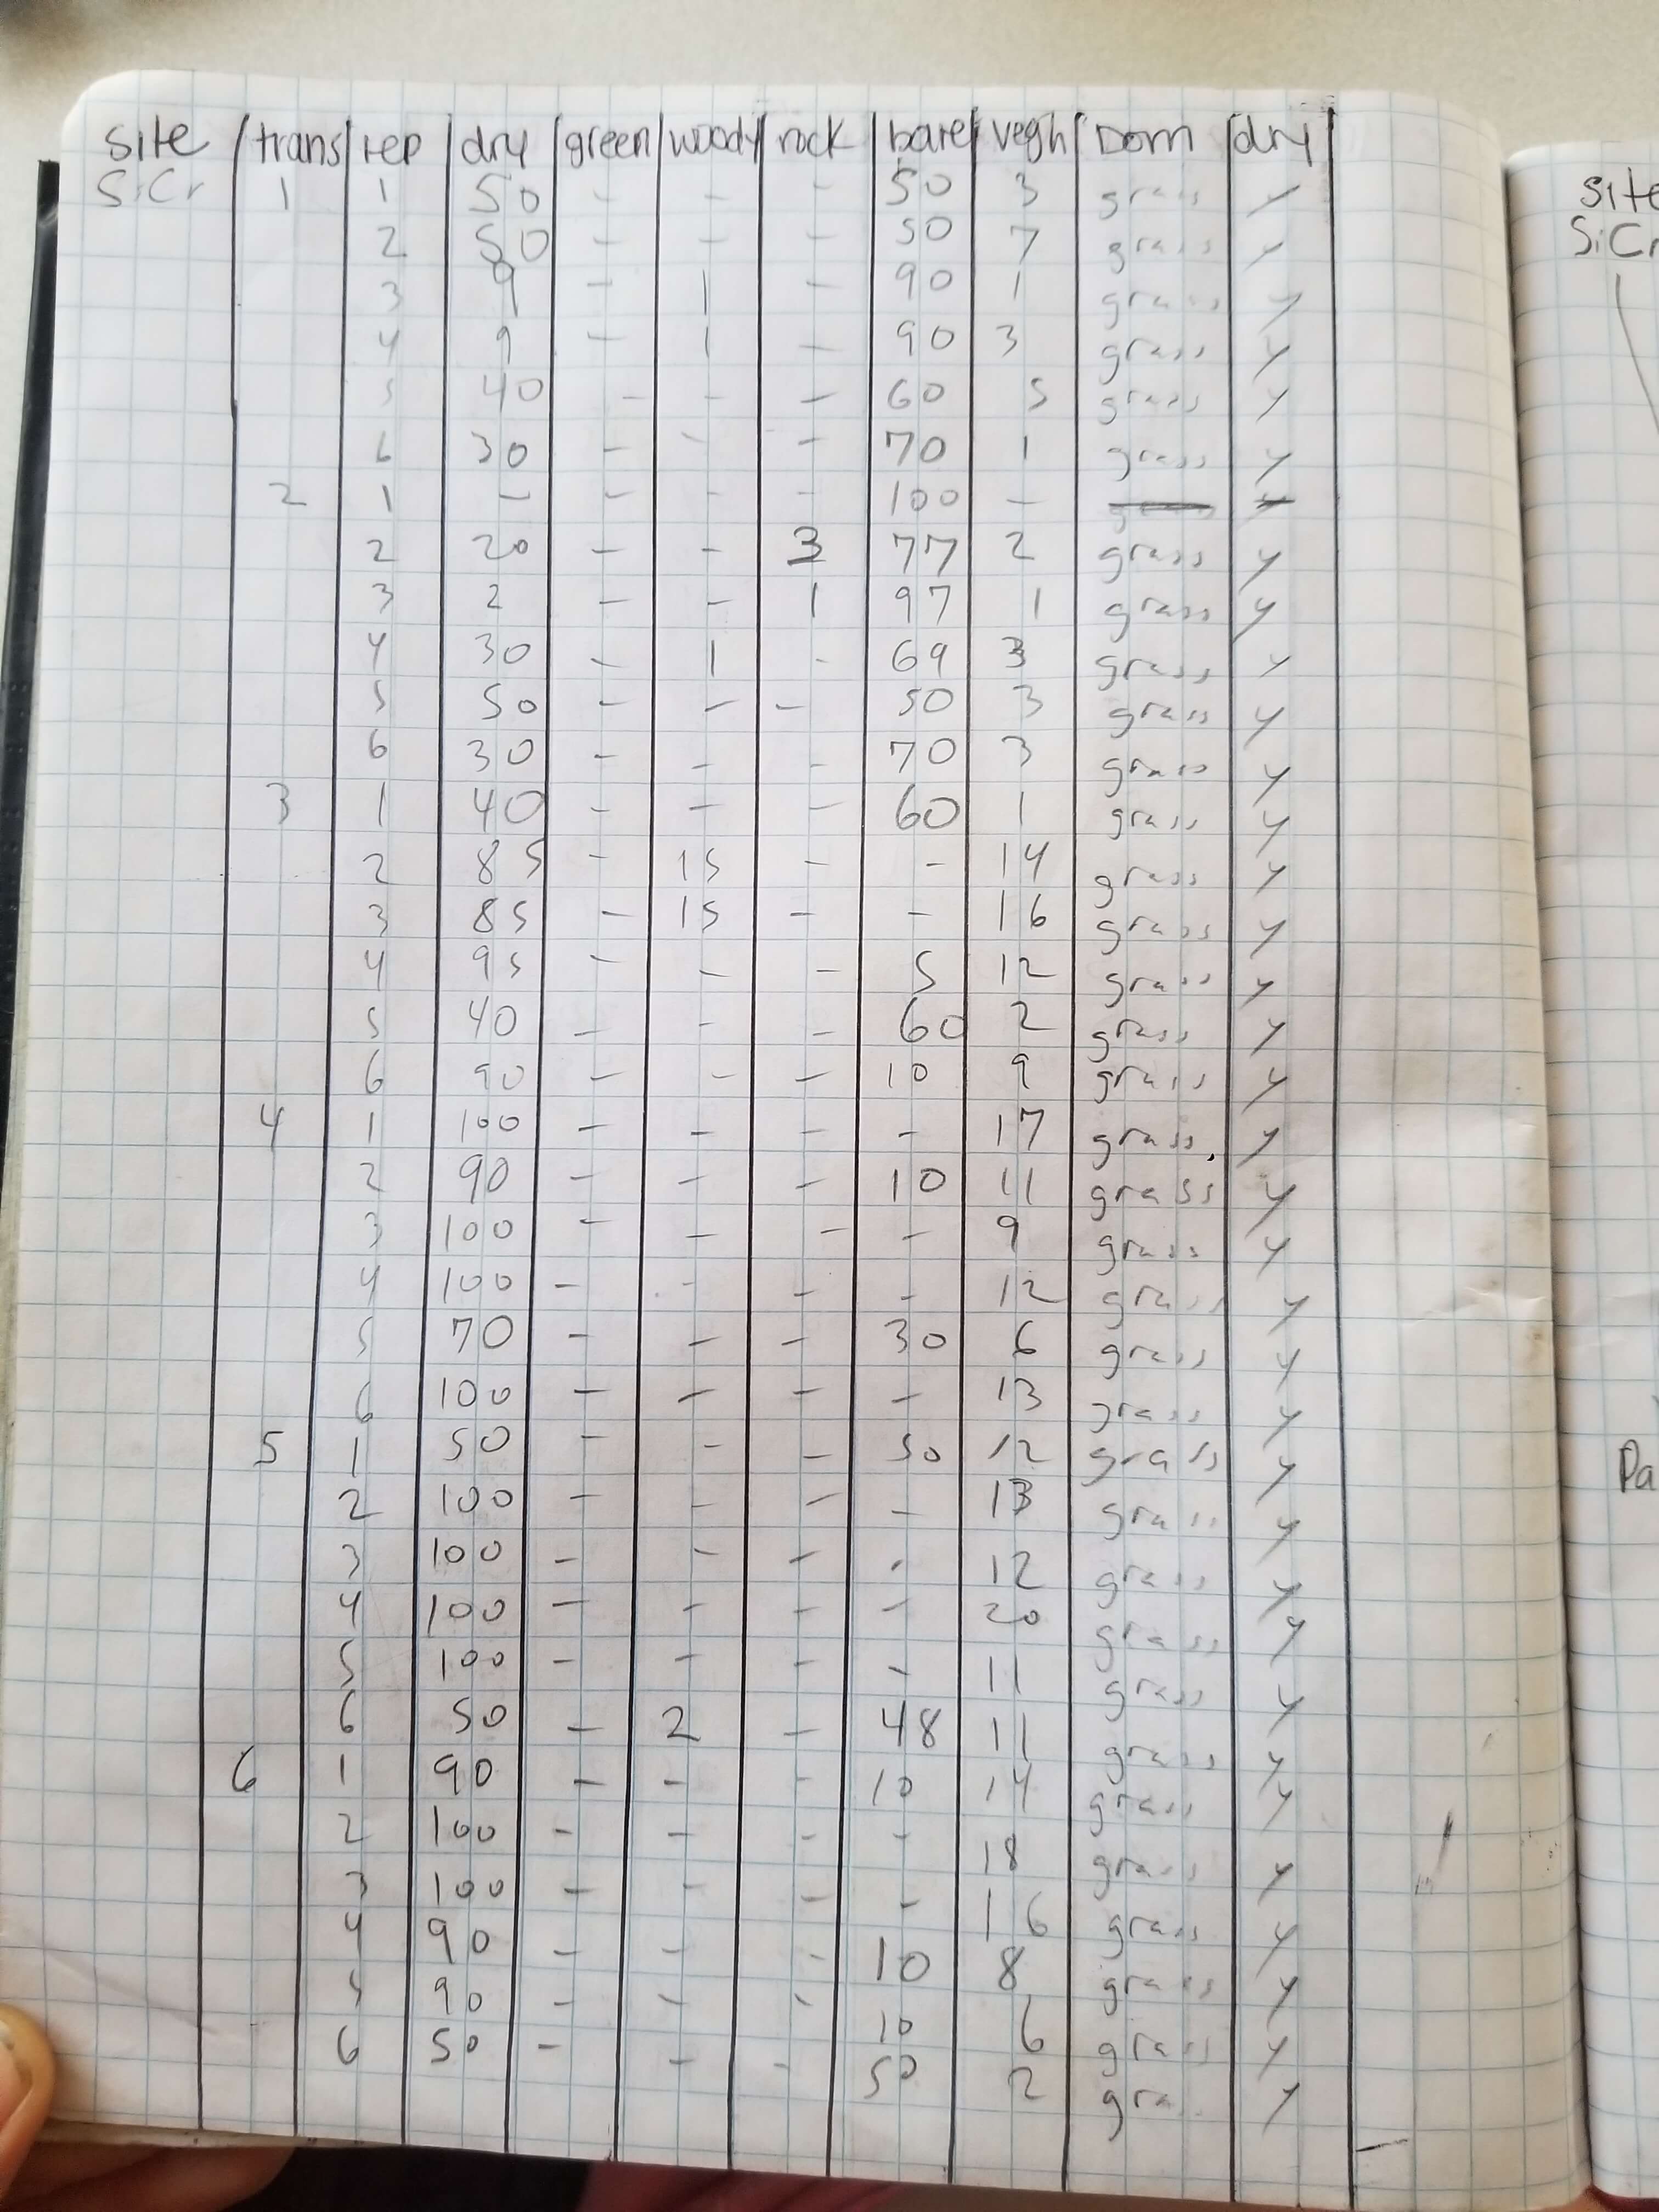 site trans rep dry green woody rock bare vegh Dom dry
SiCr 1 1 50 - - - 50 3 grass y
2 50 - - - 50 7 grass y
3 9 - 1 - 90 1 grass y
4 9 - 1 - 90 3 grass y
5 40 - - - 60 5 grass y
6 30 - - - 70 1 grass y
2 1 - - - - 100 -
2 20 - - 3 77 2 grass y
3 2 - - 1 97 1 grass y
4 30 - 1 - 69 3 grass y
5 50 - - - 50 3 grass y
6 30 - - - 70 3 grass y
3 1 40 - - - 60 1 grass y
2 85 - 15 - - 14 grass y
3 85 - 15 - - 16 grass y
4 95 - - - 5 12 grass y
5 40 - - - 60 2 grass y
6 90 - - - 10 9 grass y
4 1 100 - - - - 17 grass y
2 90 - - - 10 11 grass y
3 100 - - - - 9 grass y
4 100 - - - - 12 grass y
5 70 - - - 30 6 grass y
6 100 - - - - 13 grass y
5 1 50 - - - 50 12 grass y
2 100 - - - - 13 grass y
3 100 - - - - 12 grass y
4 100 - - - - 20 grass y
5 100 - - - - 11 grass y
6 50 - 2 - 48 11 grass y
6 1 90 - - - 10 14 grass y
2 100 - - - - 18 grass y
3 100 - - - - 16 grass y
4 90 - - - 10 8 grass y
5 90 - - - 10 6 grass y
6 50 - - - 50 2 gra y
site
SiCr
Pa